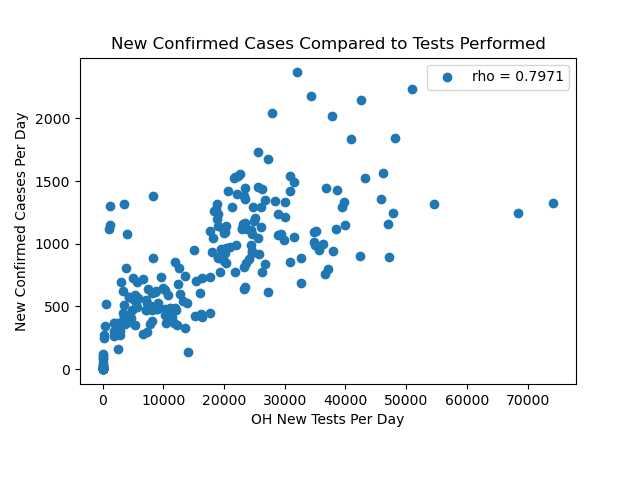 New Confirmed Cases Compared to Tests Performed
rho = 0.7971
New Confirmed Caeses Per Day
2000
1500
1000
500
0
0 10000 20000 30000 40000 50000 60000 70000
OH New Tests Per Day